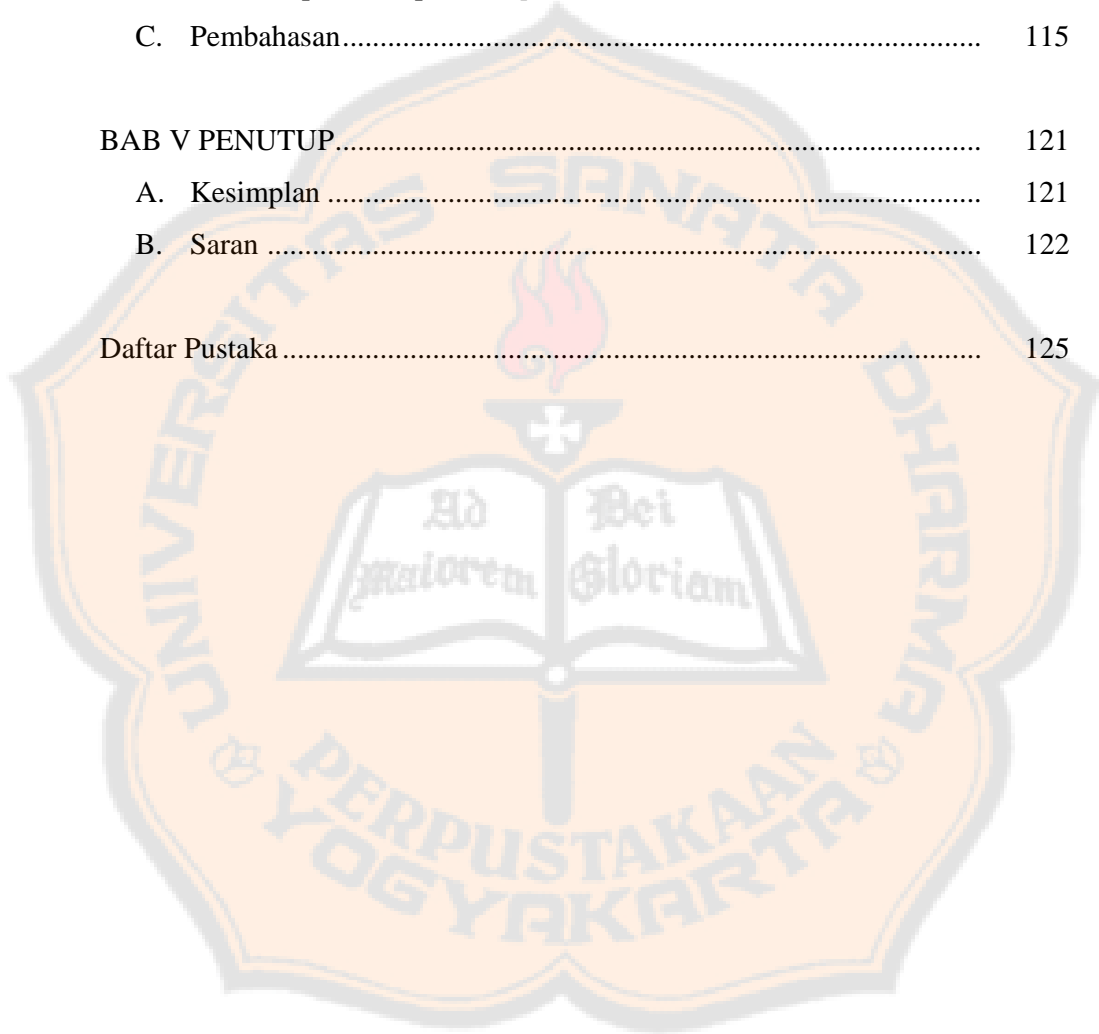 C. Pembahasan........................................................................................ 115
BAB V PENUTUP........................................................................................ 121
A. Kesimplan ........................................................................................ 121
B. Saran ........................................................................................ 122
Daftar Pustaka ........................................................................................ 125
UNIVERSITAS SANATA DHARMA
Ad Dei
maiorem Gloriam
PERPUSTAKAAN
YOGYAKARTA